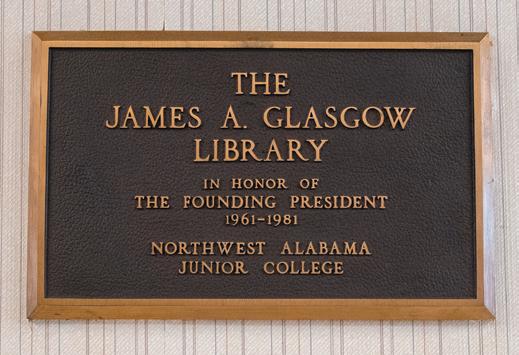 THE
JAMES A. GLASGOW
LIBRARY
IN HONOR OF
THE FOUNDING PRESIDENT
1961-1981
NORTHWEST ALABAMA
JUNIOR COLLEGE